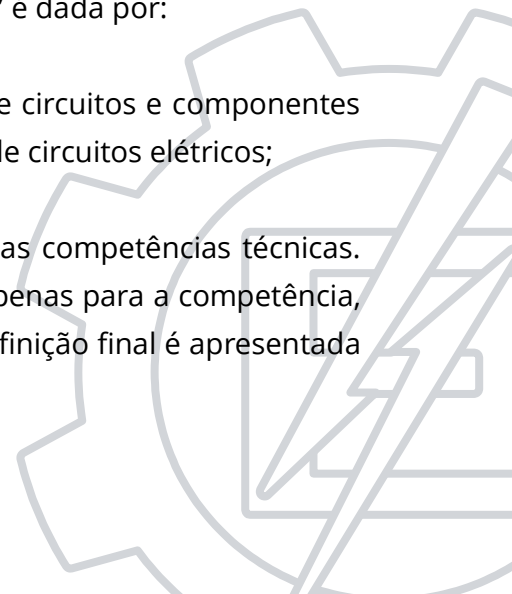 é dada por:
e circuitos e componentes
de circuitos elétricos;
as competências técnicas.
penas para a competência,
finição final é apresentada